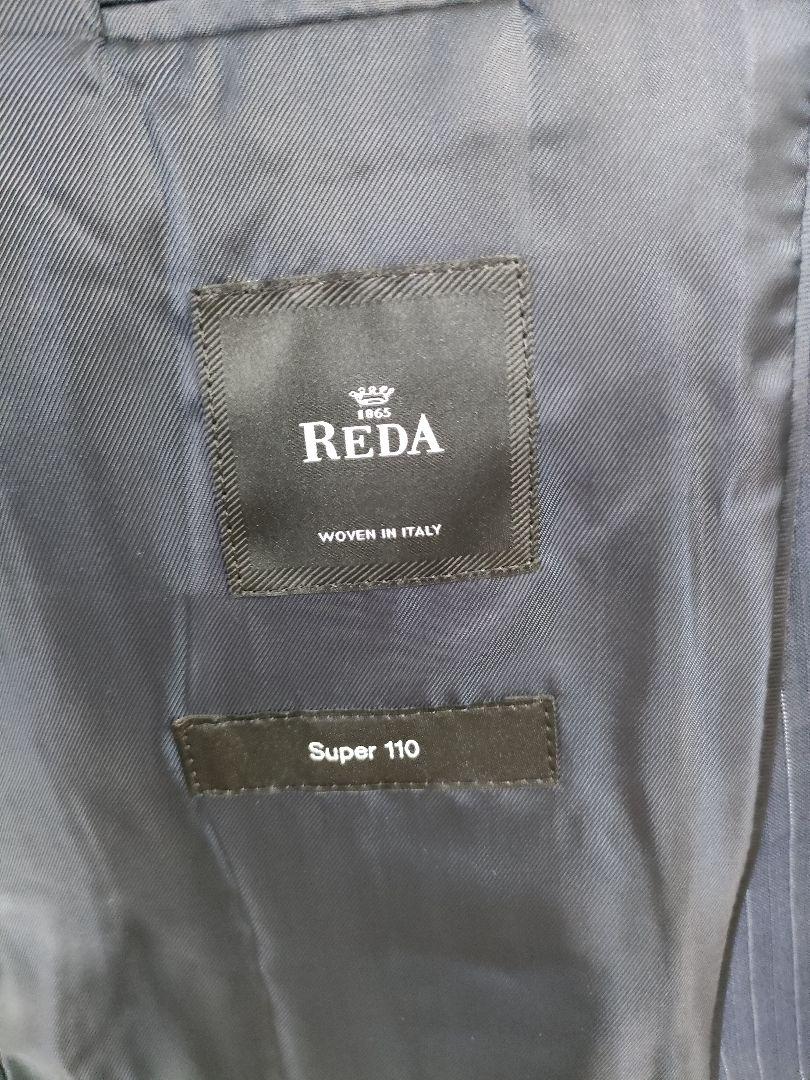 1865
REDA
WOVEN IN ITALY
Super 110